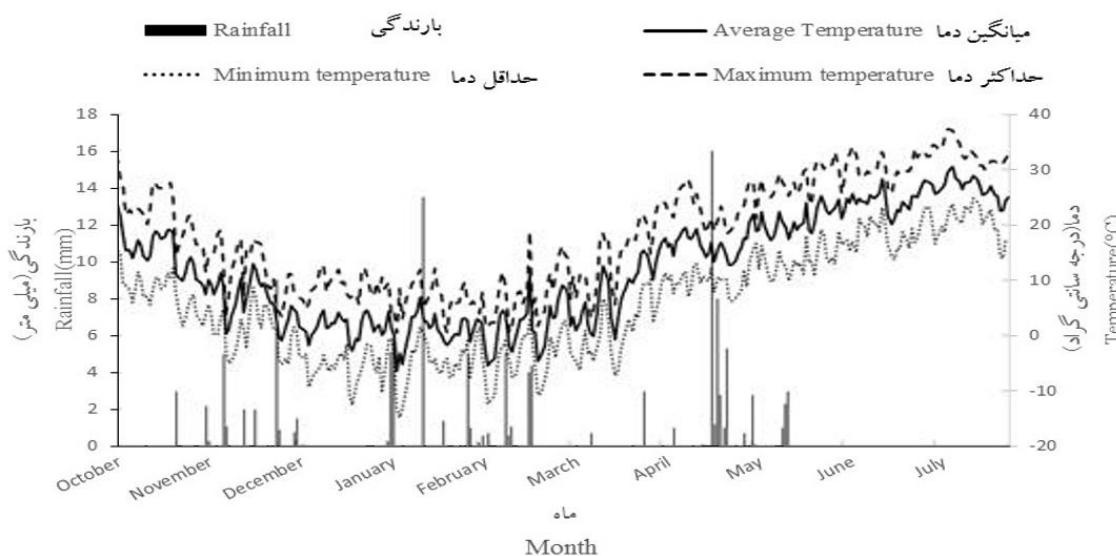 Rainfall بارندگی
Average Temperature میانگین دما
Minimum temperature حداقل دما
Maximum temperature حداکثر دما
بارندگی(میلی متر)
Rainfall(mm)
18
16
14
12
10
8
6
4
2
0
40
30
20
10
0
-10
-20
دما(درجه سانتی گراد)
Temperature(°C)
October
November
December
January
February
March
April
May
June
July
ماه
Month